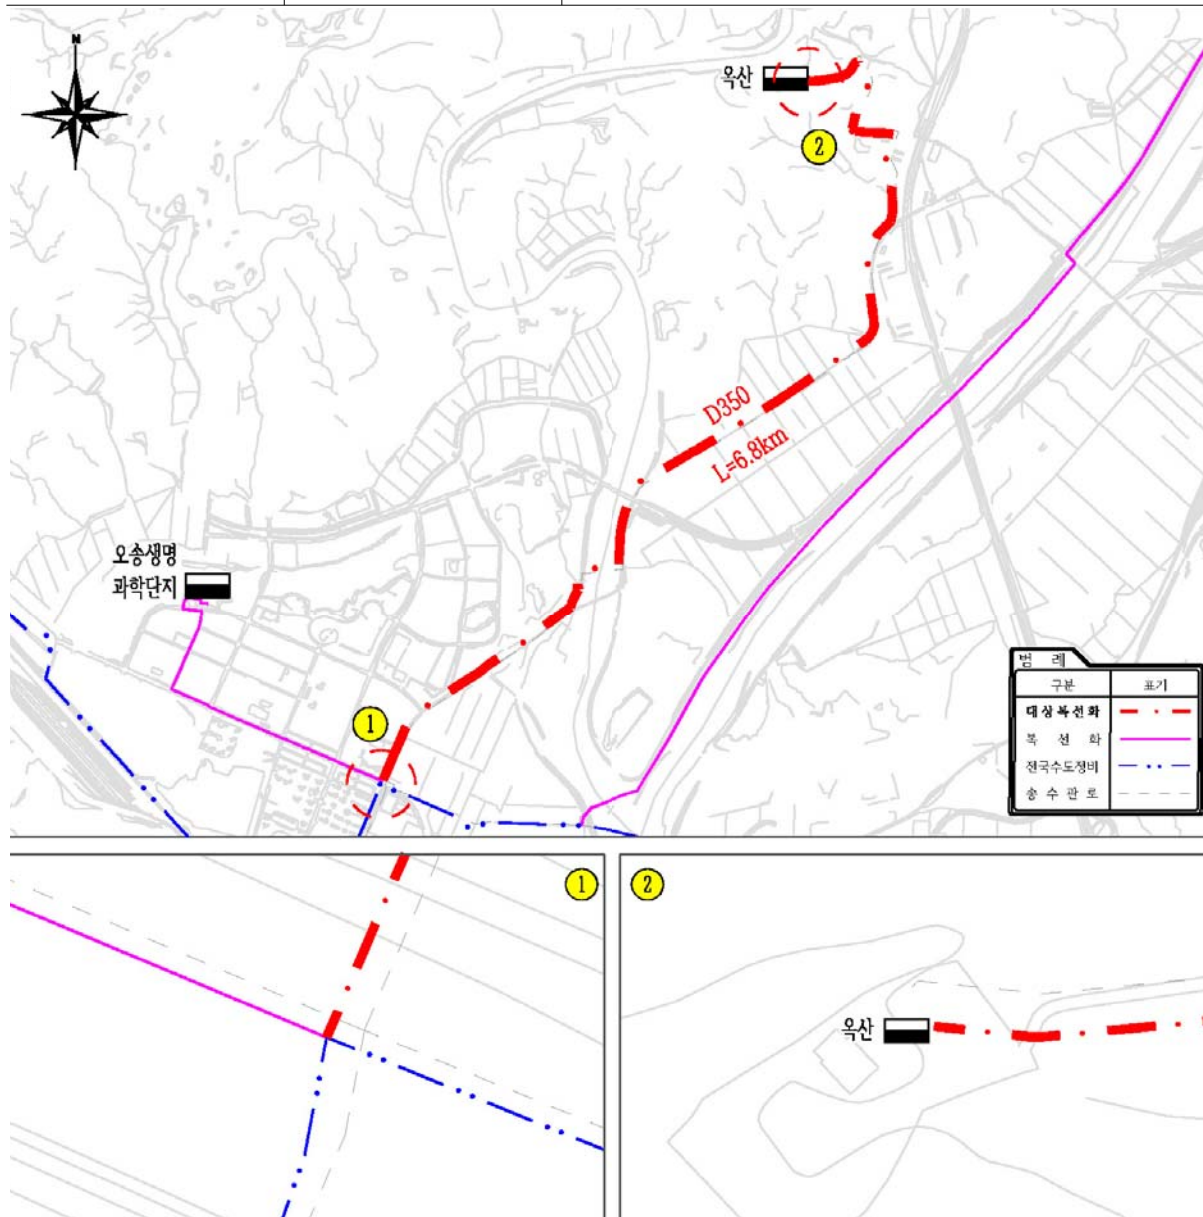 N
옥산
2
D350
L=6.8km
오송생명
과학단지
1
범 례
구분 표기
대상복선화
복 선 화
전국수도정비
송 수 관 로
1
2
옥산